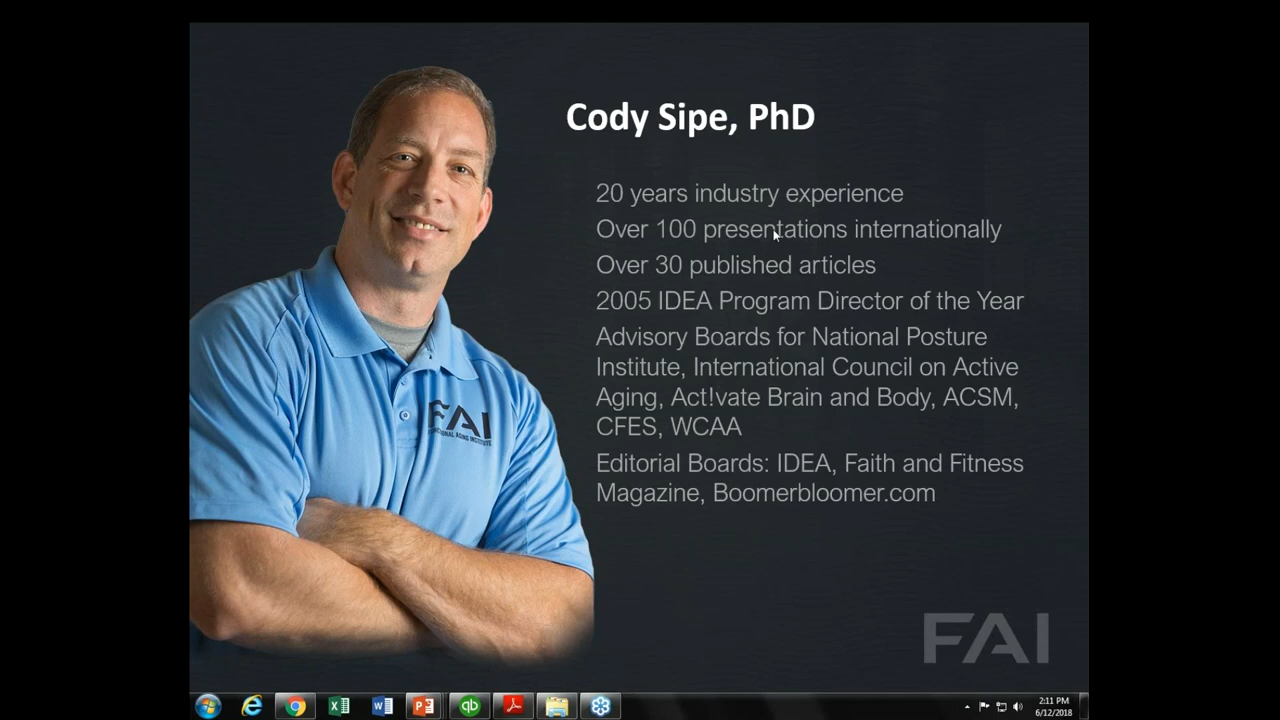 Cody Sipe, PhD
20 years industry experience
Over 100 presentations internationally
Over 30 published articles
2005 IDEA Program Director of the Year
Advisory Boards for National Posture
Institute, International Council on Active
Aging, Act!vate Brain and Body, ACSM,
CFES, WCAA
Editorial Boards: IDEA, Faith and Fitness
Magazine, Boomerbloomer.com
FAI
FUNCTIONAL AGING INSTITUTE
FAI
2:11 PM
6/12/2018